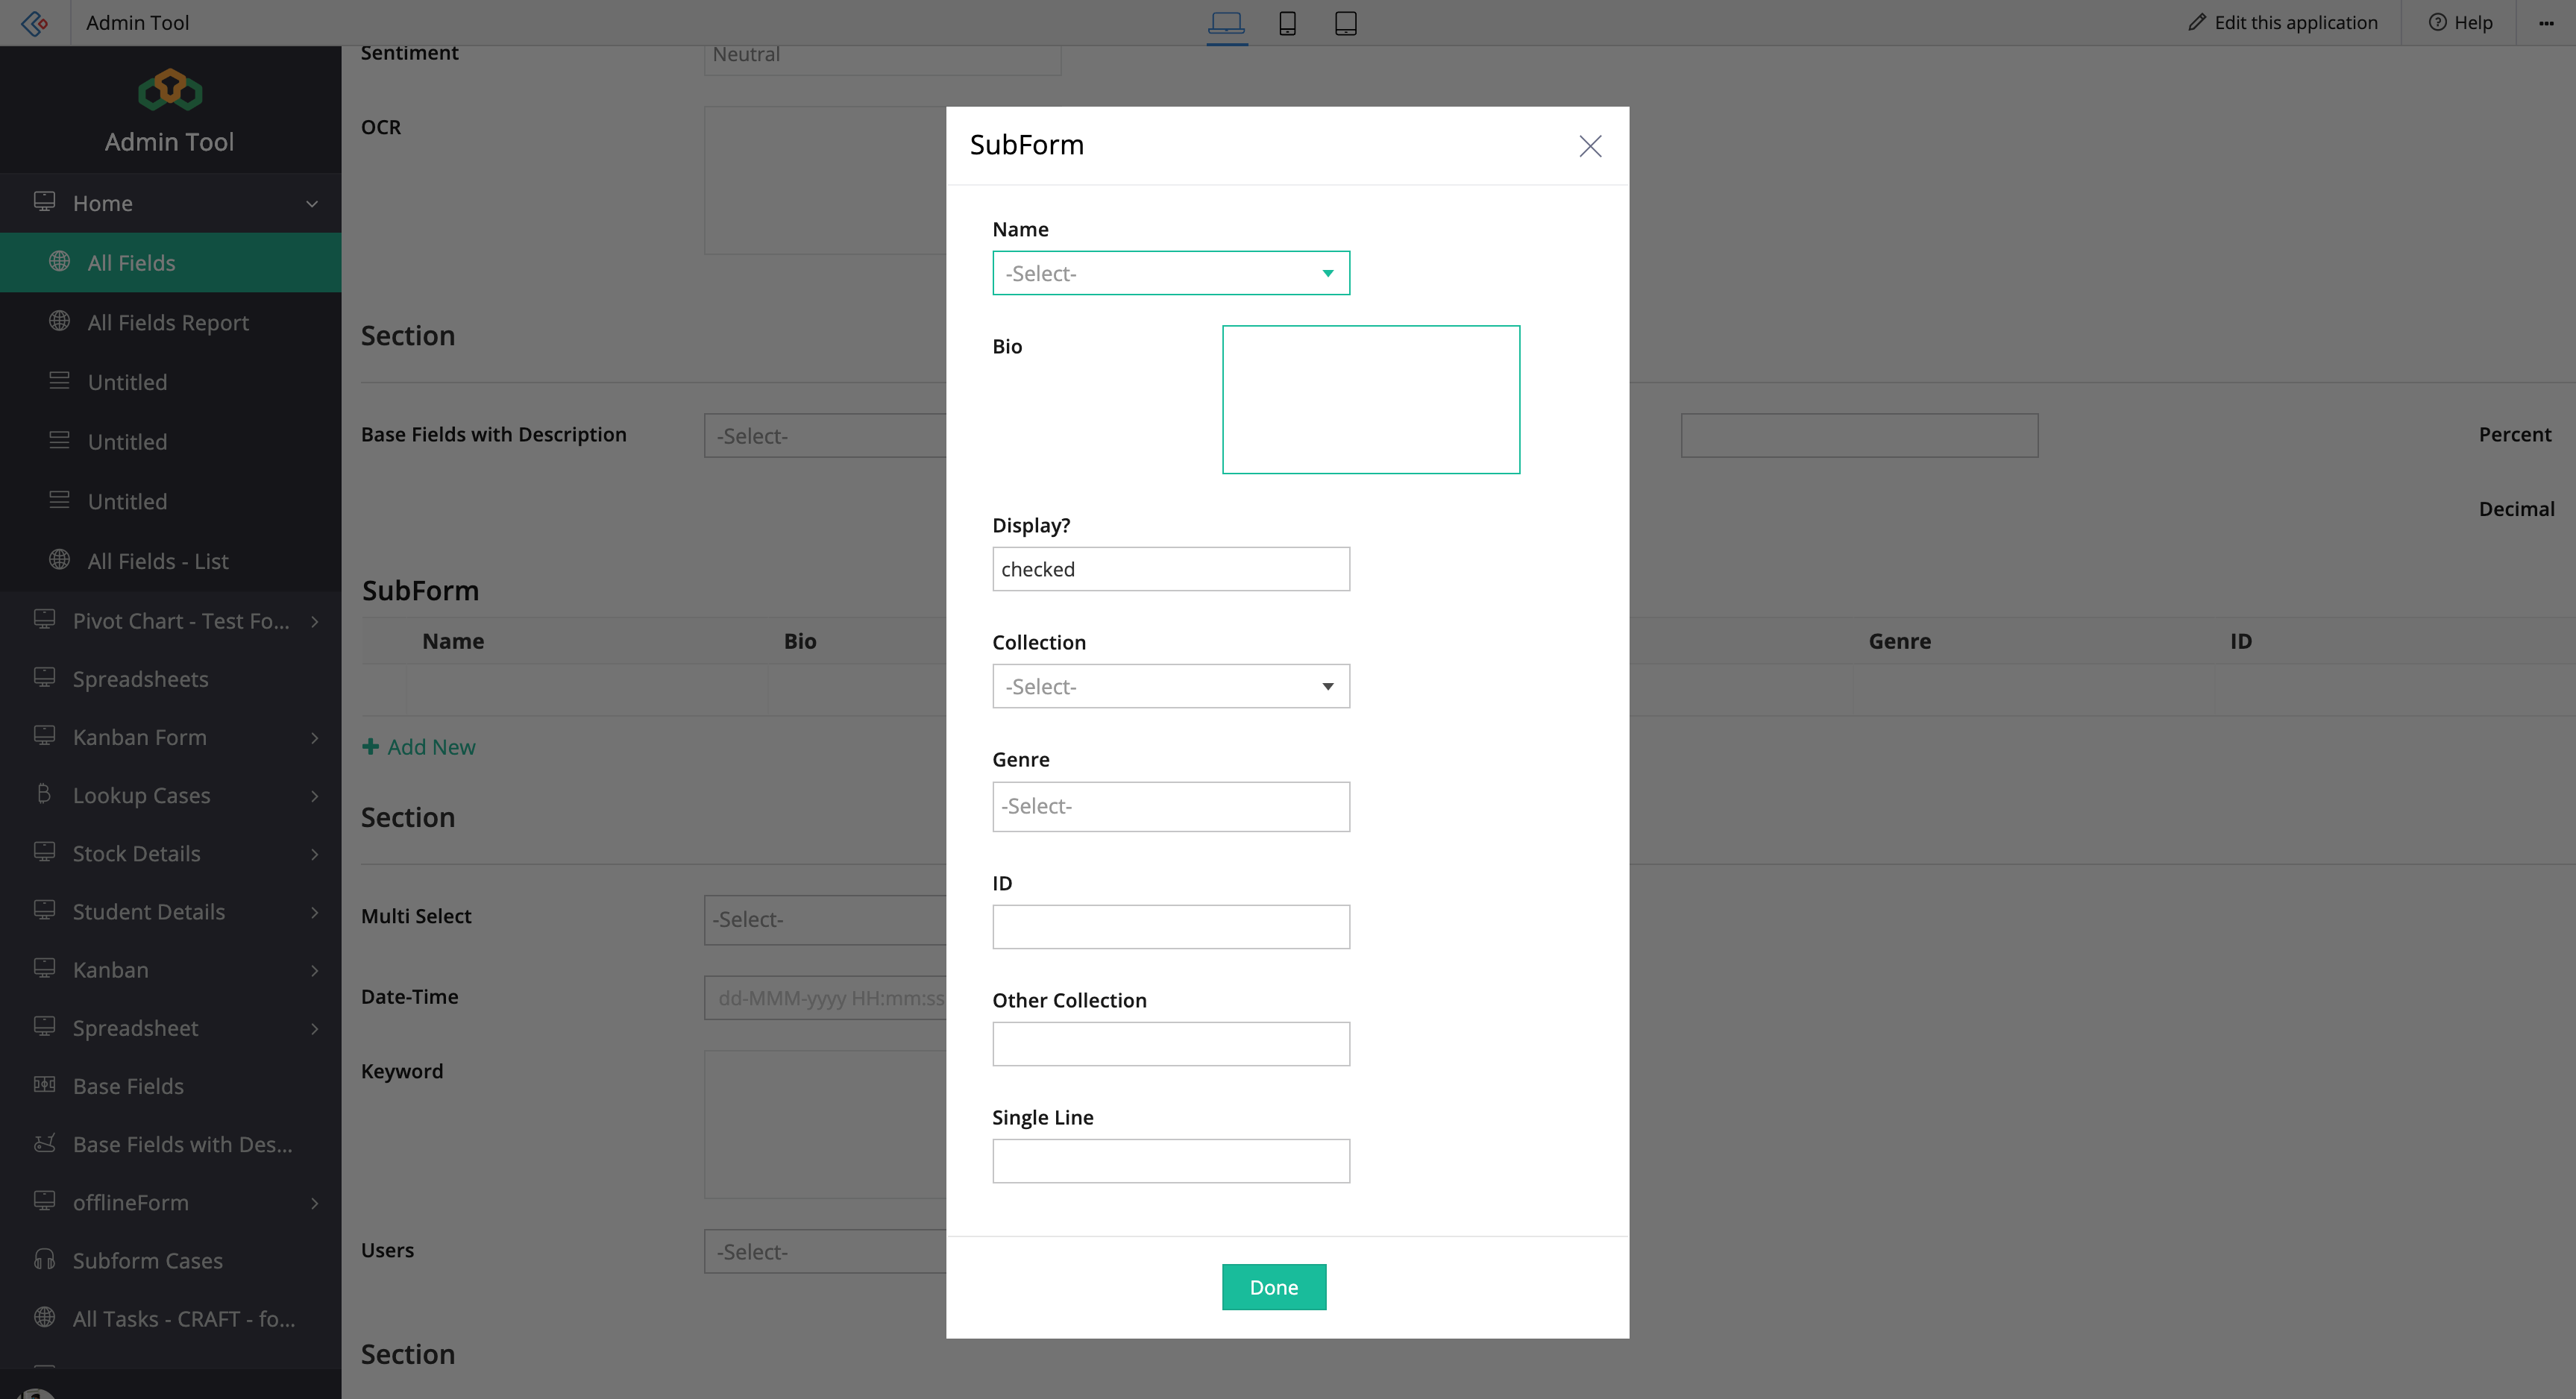 Admin Tool
Edit this application
Help
Admin Tool
Home
All Fields
All Fields Report
Untitled
Untitled
Untitled
All Fields - List
Pivot Chart - Test Fo...
Spreadsheets
Kanban Form
Lookup Cases
Stock Details
Student Details
Kanban
Spreadsheet
Base Fields
Base Fields with Des...
offlineForm
Subform Cases
All Tasks - CRAFT - fo...
Sentiment
Neutral
OCR
Section
Base Fields with Description
-Select-
Percent
Decimal
SubForm
Name
Bio
Genre
ID
Add New
Section
Multi Select
-Select-
Date-Time
dd-MMM-yyyy HH:mm:ss
Keyword
Users
-Select-
Section
SubForm
Name
-Select-
Bio
Display?
checked
Collection
-Select-
Genre
-Select-
ID
Other Collection
Single Line
Done